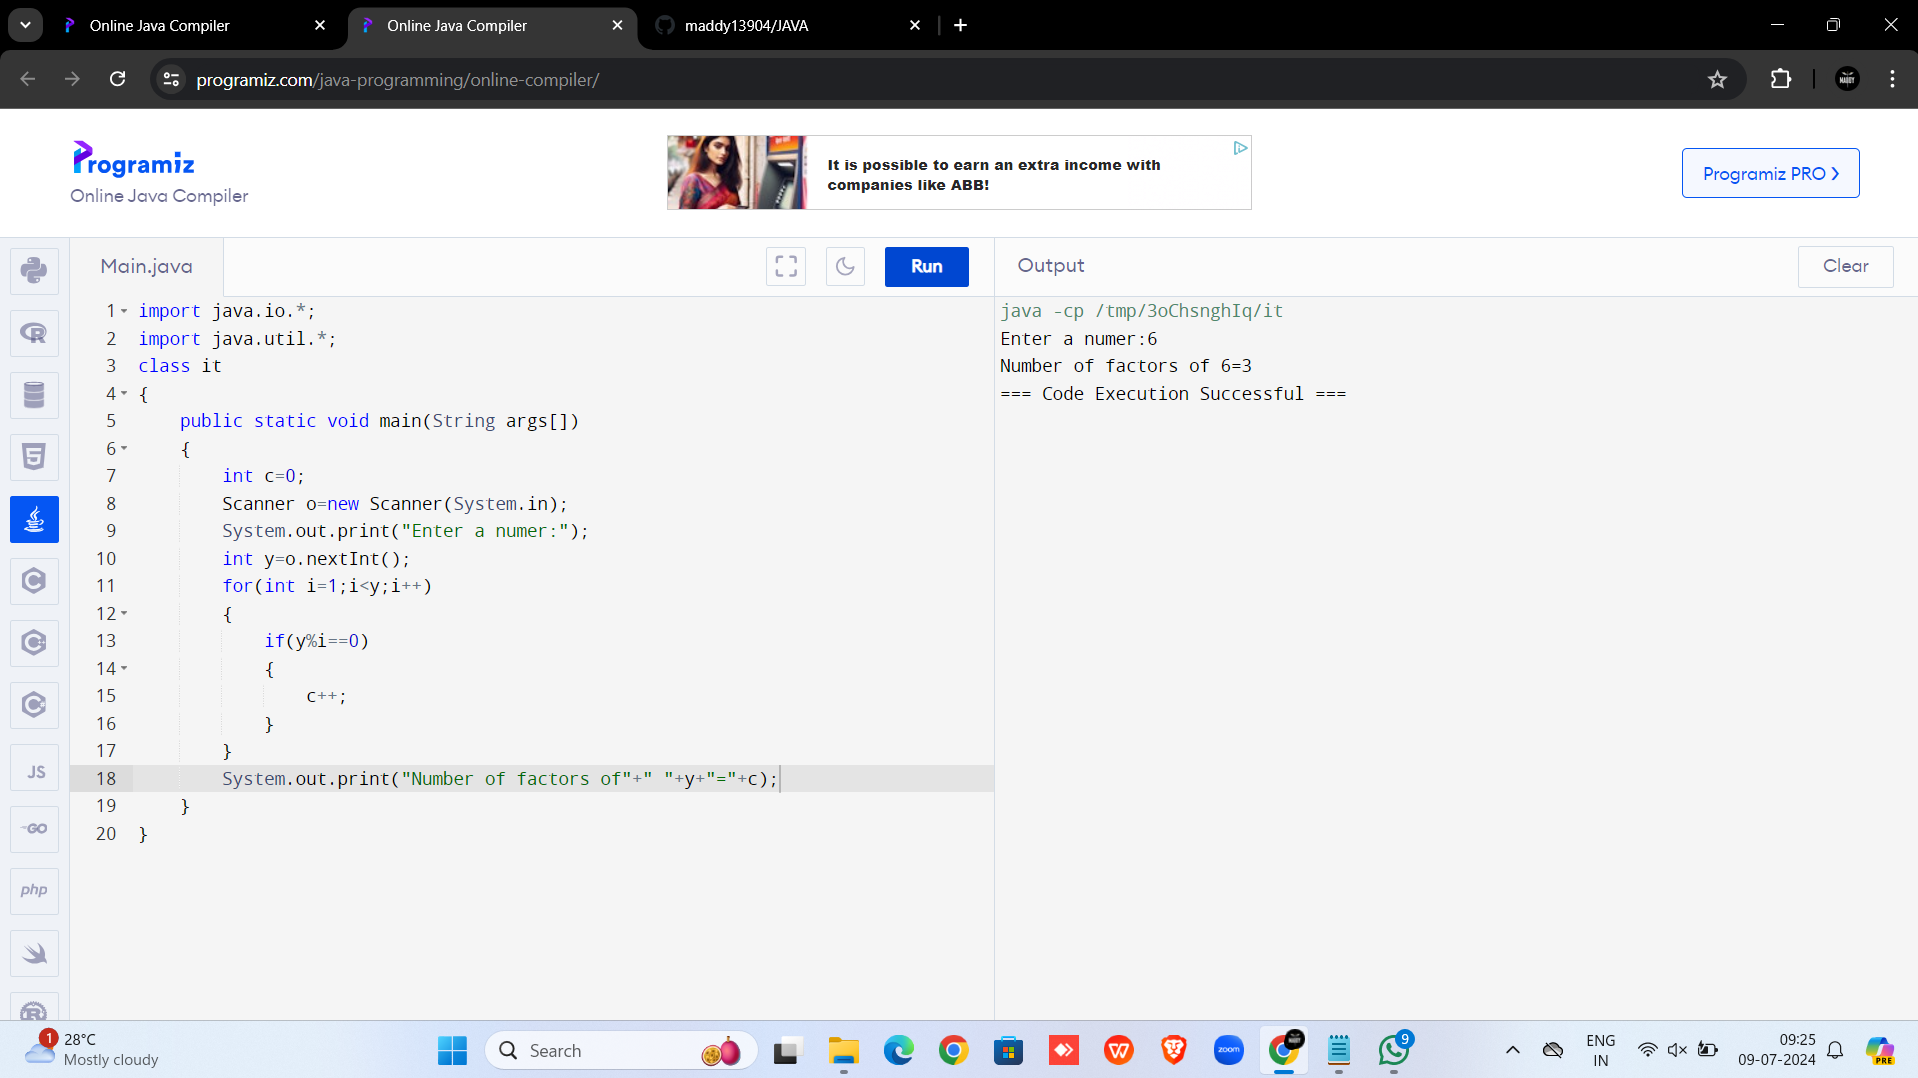 Online Java Compiler
Online Java Compiler
maddy13904/JAVA
programiz.com/java-programming/online-compiler/
Programiz
Online Java Compiler
It is possible to earn an extra income with
companies like ABB!
Programiz PRO
Main.java
Run
Output
Clear
1 import java.io.*;
2 import java.util.*;
3 class it
4 {
5 public static void main(String args[])
6 {
7 int c=0;
8 Scanner o=new Scanner(System.in);
9 System.out.print("Enter a numer:");
10 int y=o.nextInt();
11 for(int i=1;i<y;i++)
12 {
13 if(y%i==0)
14 {
15 c++;
16 }
17 }
18 System.out.print("Number of factors of"+" "+y+"="+c);
19 }
20 }
java -cp /tmp/3oChsnghIq/it
Enter a numer:6
Number of factors of 6=3
=== Code Execution Successful ===
JS
GO
php
1
28°C
Mostly cloudy
Search
zoom
9
ENG
IN
09:25
09-07-2024
PRE